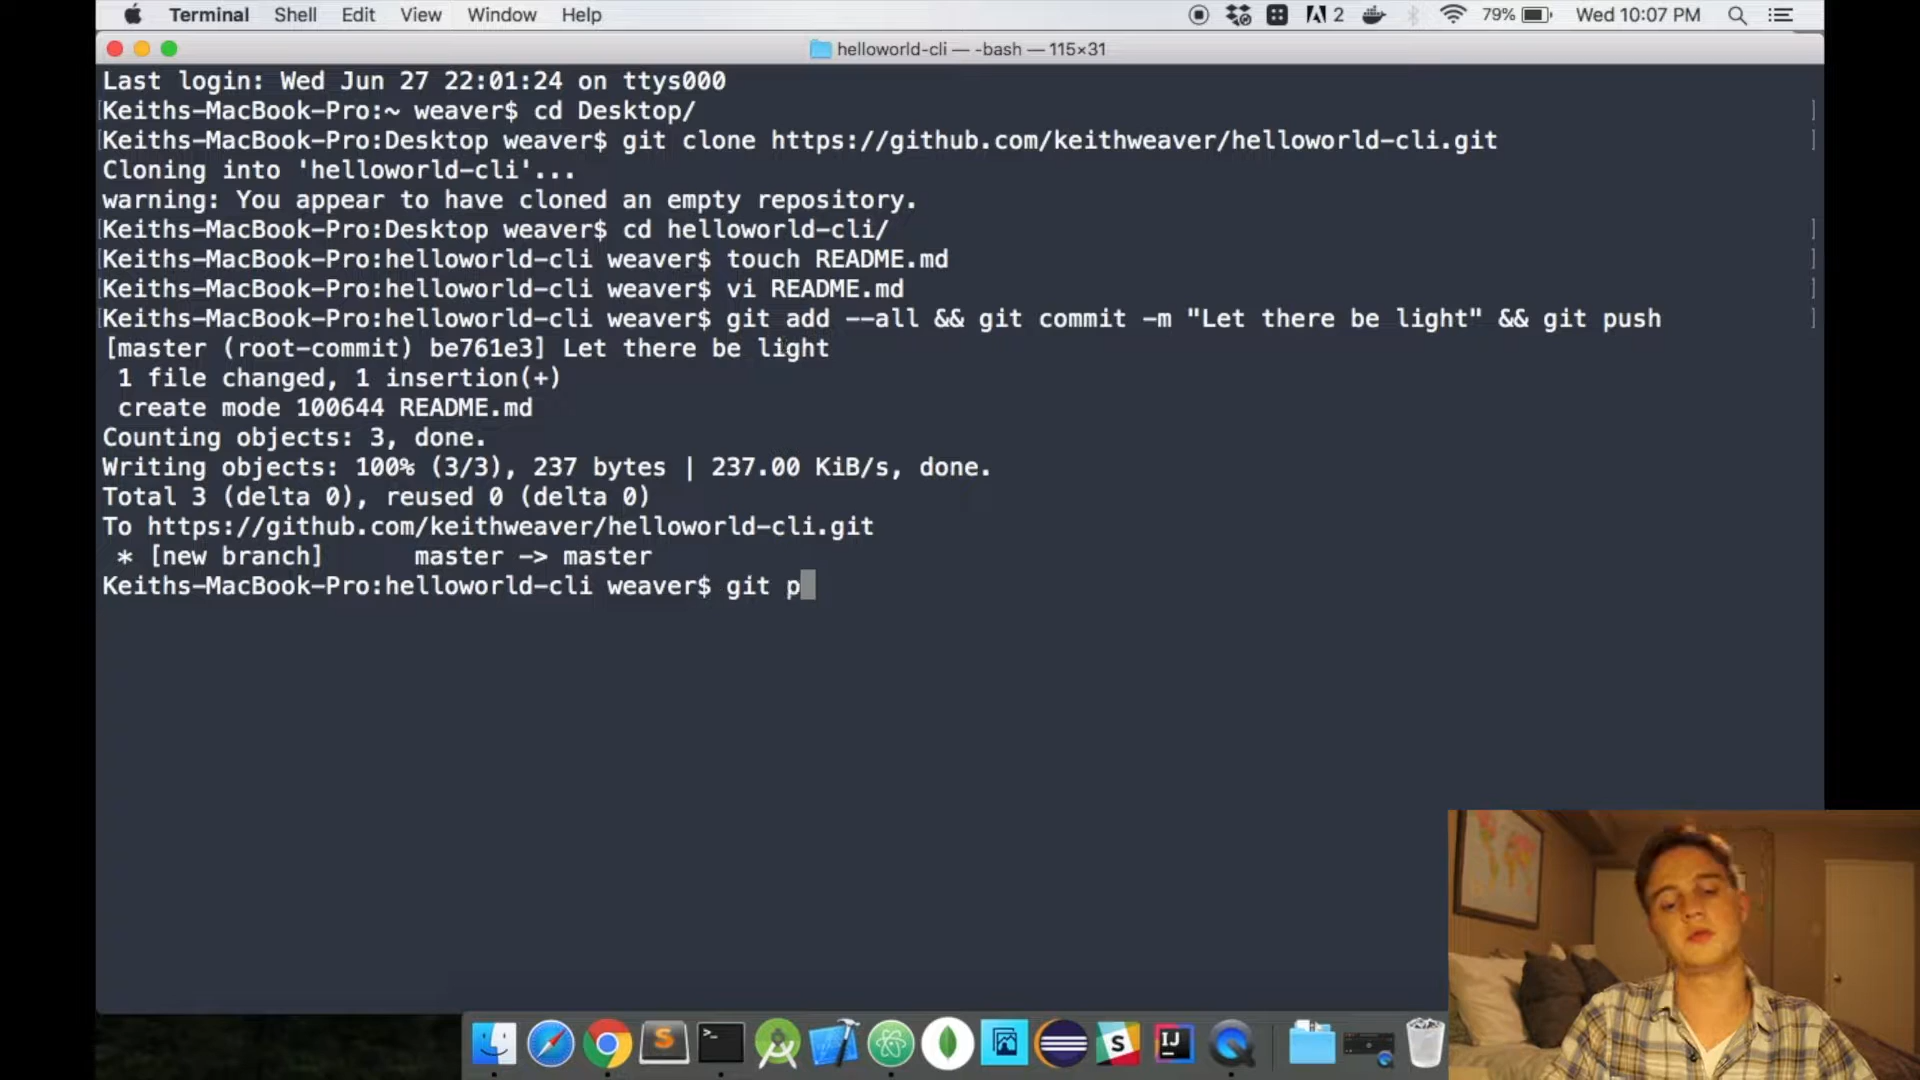 Terminal Shell Edit View Window Help 2 79% Wed 10:07 PM
helloworld-cli — -bash — 115×31
Last login: Wed Jun 27 22:01:24 on ttys000
[Keiths-MacBook-Pro:~ weaver$ cd Desktop/ ]
[Keiths-MacBook-Pro:Desktop weaver$ git clone https://github.com/keithweaver/helloworld-cli.git ]
Cloning into 'helloworld-cli'...
warning: You appear to have cloned an empty repository.
[Keiths-MacBook-Pro:Desktop weaver$ cd helloworld-cli/ ]
[Keiths-MacBook-Pro:helloworld-cli weaver$ touch README.md ]
[Keiths-MacBook-Pro:helloworld-cli weaver$ vi README.md ]
[Keiths-MacBook-Pro:helloworld-cli weaver$ git add --all && git commit -m "Let there be light" && git push ]
[master (root-commit) be761e3] Let there be light
1 file changed, 1 insertion(+)
create mode 100644 README.md
Counting objects: 3, done.
Writing objects: 100% (3/3), 237 bytes | 237.00 KiB/s, done.
Total 3 (delta 0), reused 0 (delta 0)
To https://github.com/keithweaver/helloworld-cli.git
* [new branch]      master -> master
Keiths-MacBook-Pro:helloworld-cli weaver$ git p
S >_ S IJ